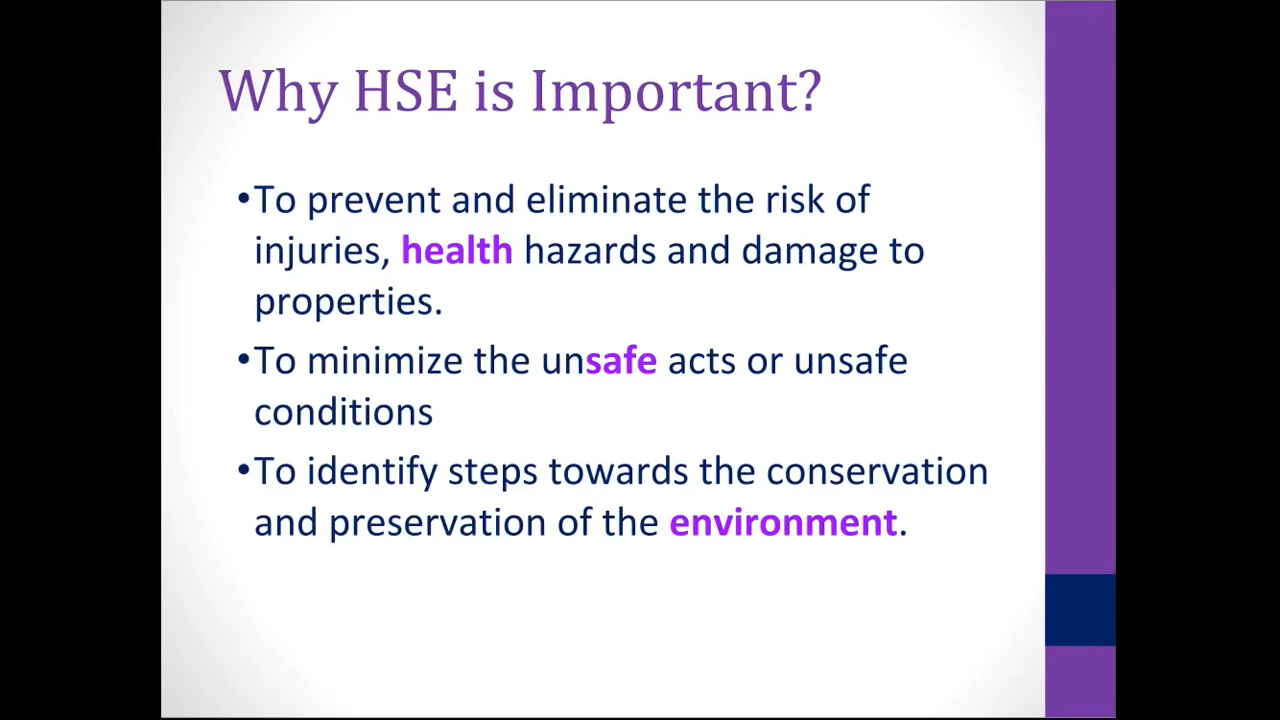 Why HSE is Important?
•To prevent and eliminate the risk of
injuries, health hazards and damage to
properties.
•To minimize the unsafe acts or unsafe
conditions
•To identify steps towards the conservation
and preservation of the environment.